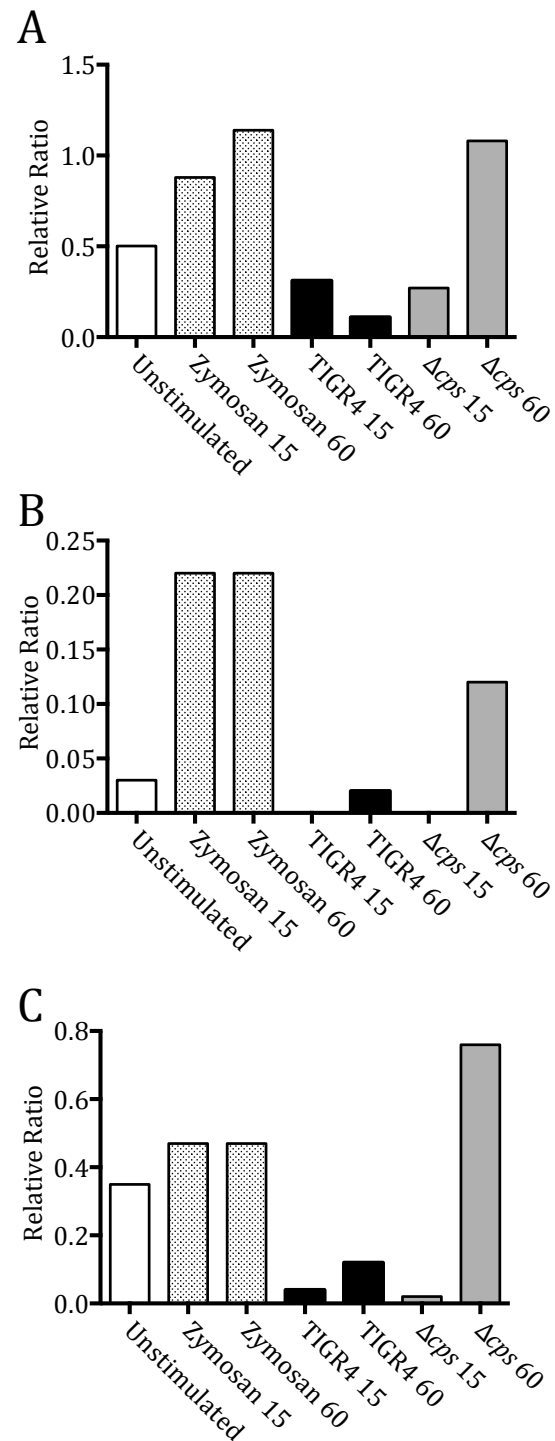 A
Relative Ratio
1.5
1.0
0.5
0.0
Unstimulated
Zymosan 15
Zymosan 60
TIGR4 15
TIGR4 60
Δcps 15
Δcps 60
B
Relative Ratio
0.25
0.20
0.15
0.10
0.05
0.00
Unstimulated
Zymosan 15
Zymosan 60
TIGR4 15
TIGR4 60
Δcps 15
Δcps 60
C
Relative Ratio
0.8
0.6
0.4
0.2
0.0
Unstimulated
Zymosan 15
Zymosan 60
TIGR4 15
TIGR4 60
Δcps 15
Δcps 60